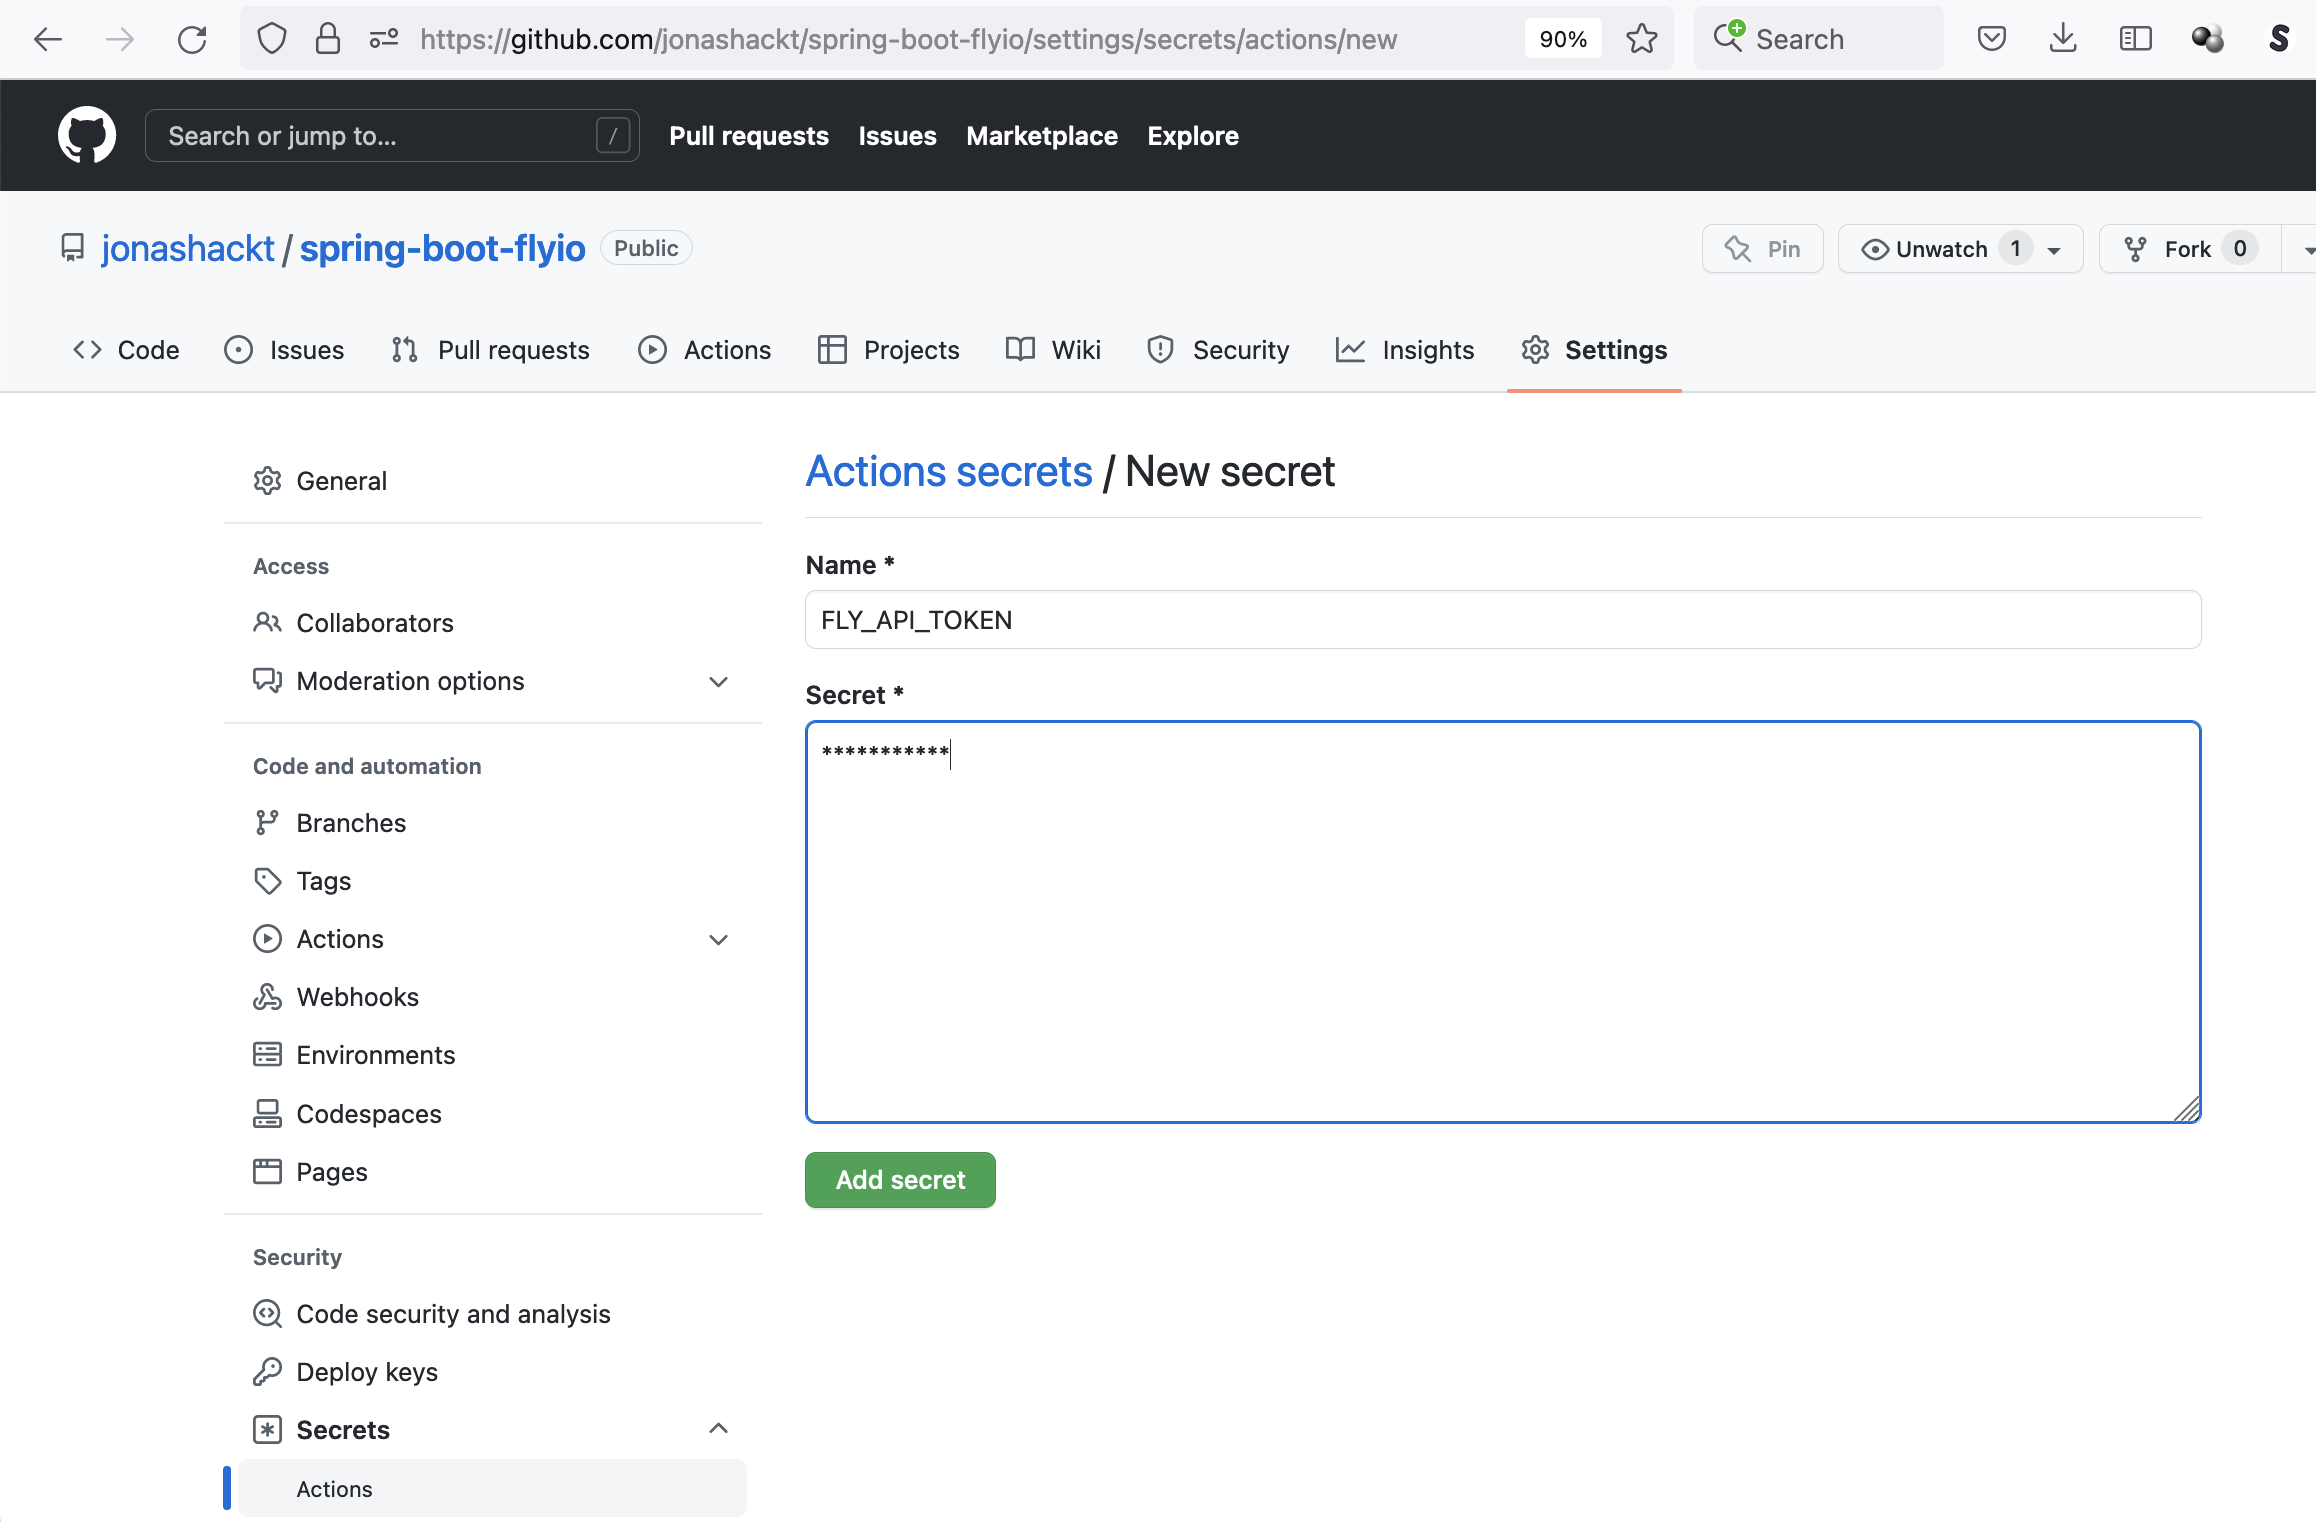 https://github.com/jonashackt/spring-boot-flyio/settings/secrets/actions/new 90% Search
Search or jump to... / Pull requests Issues Marketplace Explore
jonashackt / spring-boot-flyio Public Pin Unwatch 1 Fork 0
Code Issues Pull requests Actions Projects Wiki Security Insights Settings
General
Access
Collaborators
Moderation options
Code and automation
Branches
Tags
Actions
Webhooks
Environments
Codespaces
Pages
Security
Code security and analysis
Deploy keys
Secrets
Actions
Actions secrets / New secret
Name *
FLY_API_TOKEN
Secret *
***********
Add secret